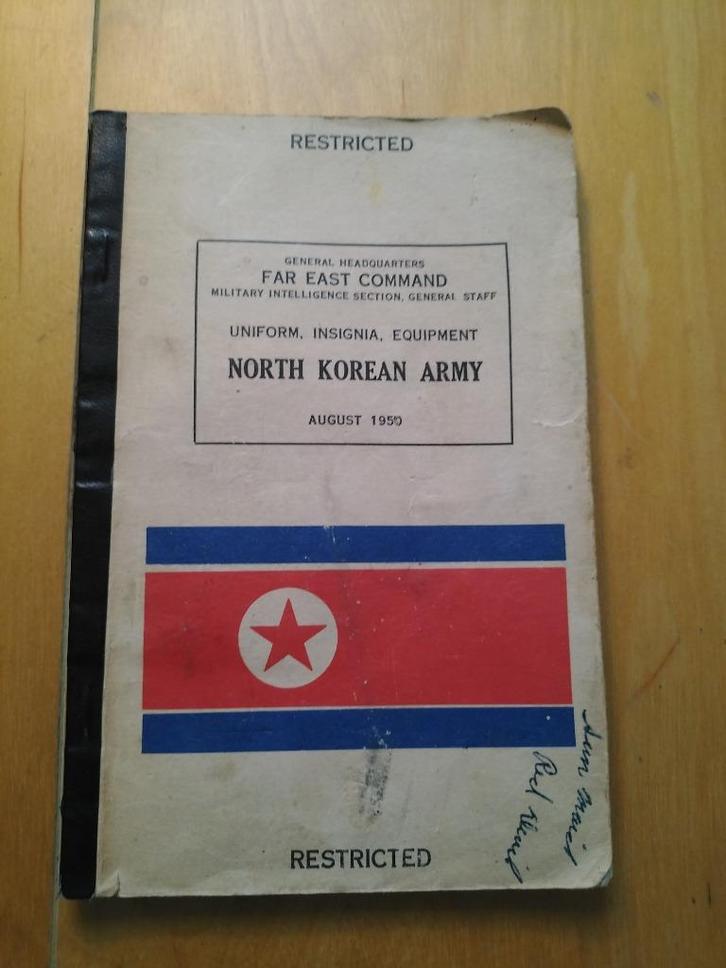 RESTRICTED
GENERAL HEADQUARTERS
FAR EAST COMMAND
MILITARY INTELLIGENCE SECTION, GENERAL STAFF
UNIFORM, INSIGNIA, EQUIPMENT
NORTH KOREAN ARMY
AUGUST 1950
Red
RESTRICTED